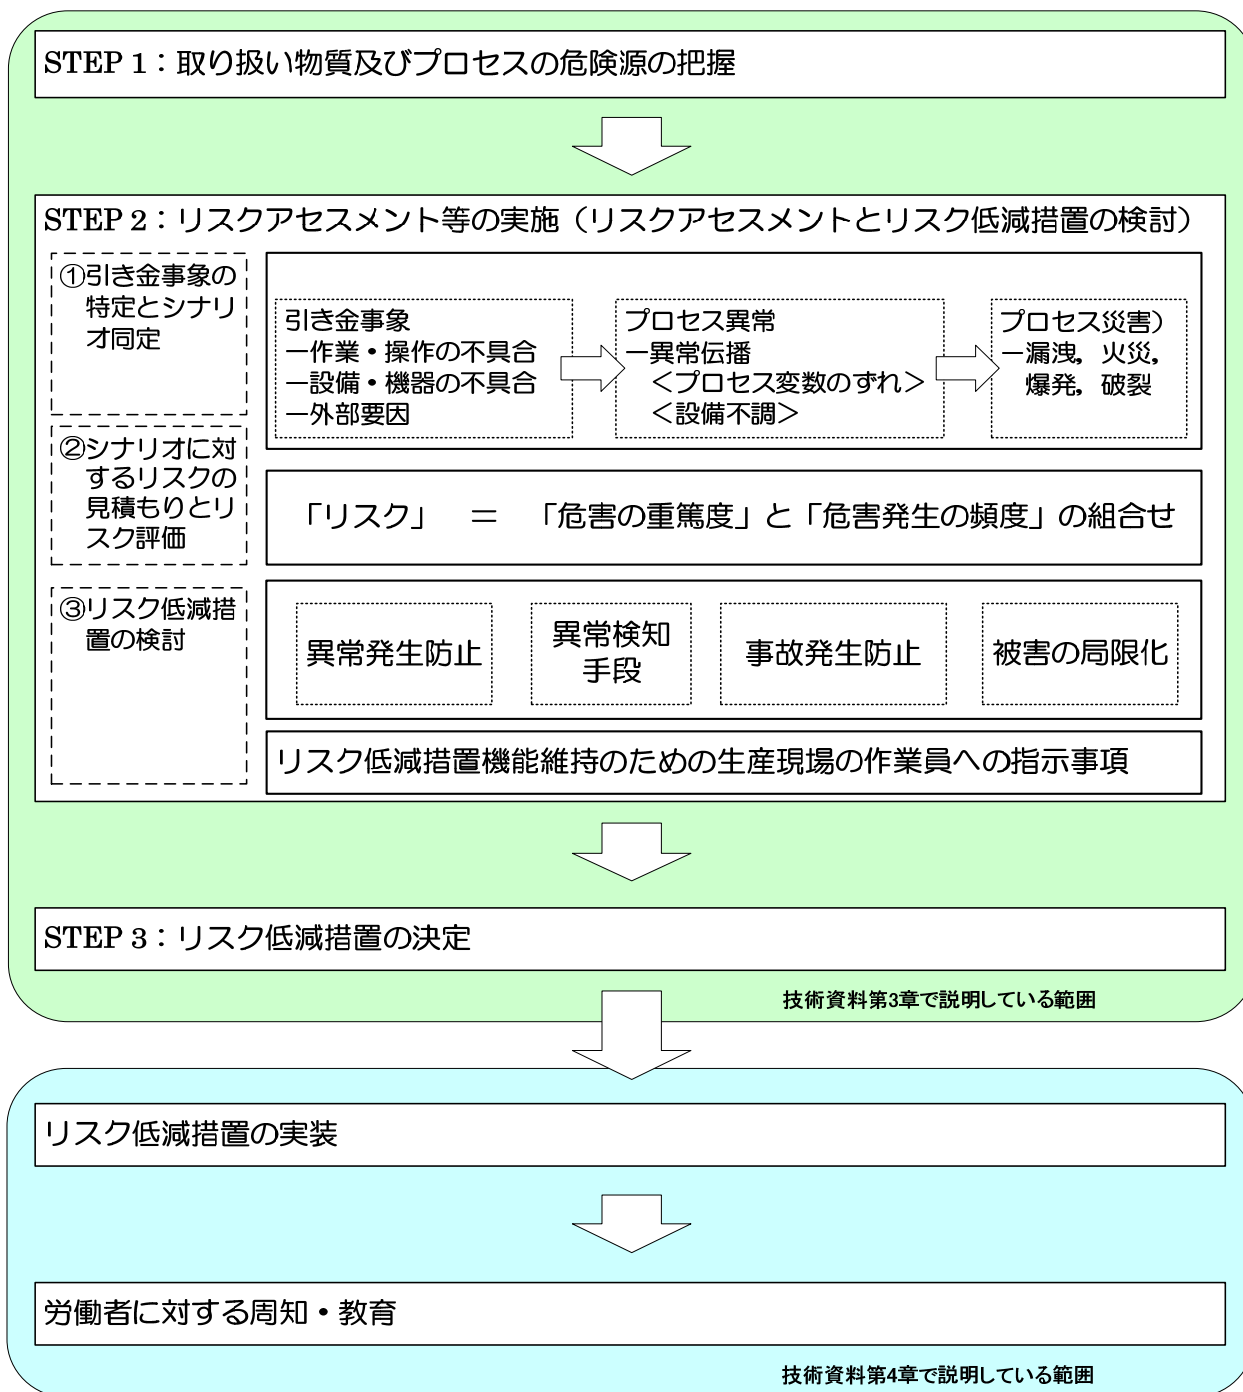 STEP 1：取り扱い物質及びプロセスの危険源の把握
STEP 2：リスクアセスメント等の実施（リスクアセスメントとリスク低減措置の検討）
①引き金事象の
特定とシナリ
オ同定
引き金事象
－作業・操作の不具合
－設備・機器の不具合
－外部要因
プロセス異常
－異常伝播
＜プロセス変数のずれ＞
＜設備不調＞
プロセス災害）
－漏洩，火災，
爆発，破裂
②シナリオに対
するリスクの
見積もりとリ
スク評価
「リスク」　＝　「危害の重篤度」と「危害発生の頻度」の組合せ
③リスク低減措
置の検討
異常発生防止
異常検知
手段
事故発生防止
被害の局限化
リスク低減措置機能維持のための生産現場の作業員への指示事項
STEP 3：リスク低減措置の決定
技術資料第3章で説明している範囲
リスク低減措置の実装
労働者に対する周知・教育
技術資料第4章で説明している範囲